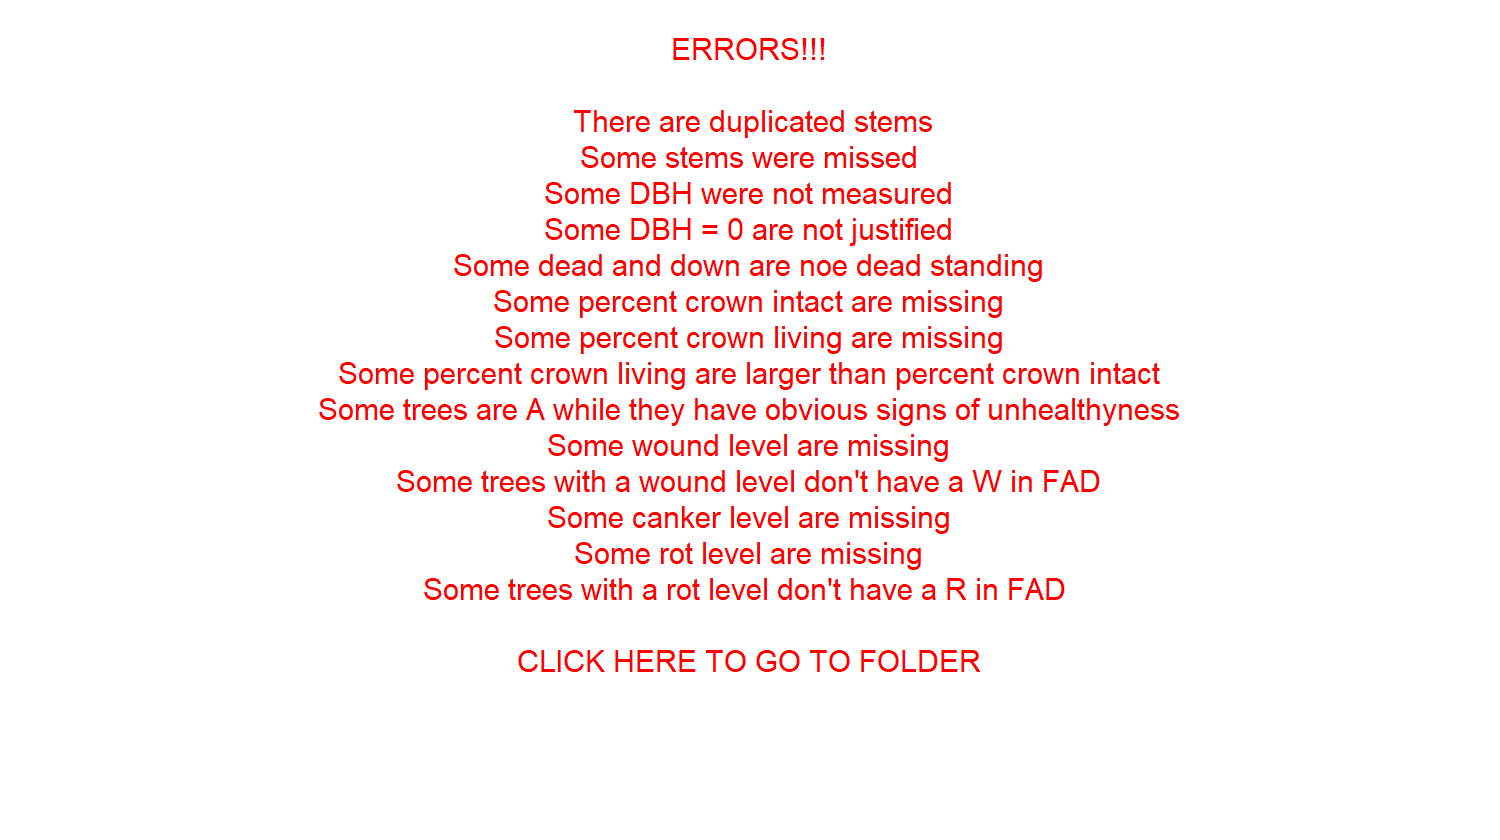 ERRORS!!!
There are duplicated stems
Some stems were missed
Some DBH were not measured
Some DBH = 0 are not justified
Some dead and down are noe dead standing
Some percent crown intact are missing
Some percent crown living are missing
Some percent crown living are larger than percent crown intact
Some trees are A while they have obvious signs of unhealthyness
Some wound level are missing
Some trees with a wound level don't have a W in FAD
Some canker level are missing
Some rot level are missing
Some trees with a rot level don't have a R in FAD
CLICK HERE TO GO TO FOLDER